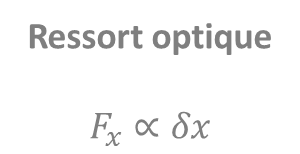 Ressort optique
Fₓ ∝ δx